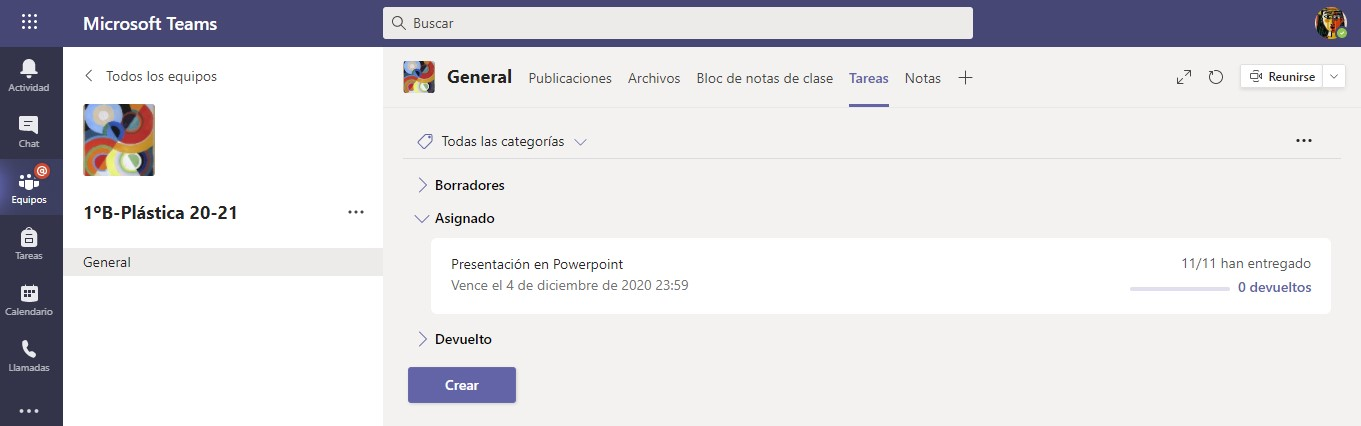 Microsoft Teams
Buscar
Actividad
Chat
@
Equipos
Tareas
Calendario
Llamadas
Todos los equipos
1ºB-Plástica 20-21
General
General Publicaciones Archivos Bloc de notas de clase Tareas Notas
Reunirse
Todas las categorías
Borradores
Asignado
Presentación en Powerpoint
11/11 han entregado
Vence el 4 de diciembre de 2020 23:59
0 devueltos
Devuelto
Crear